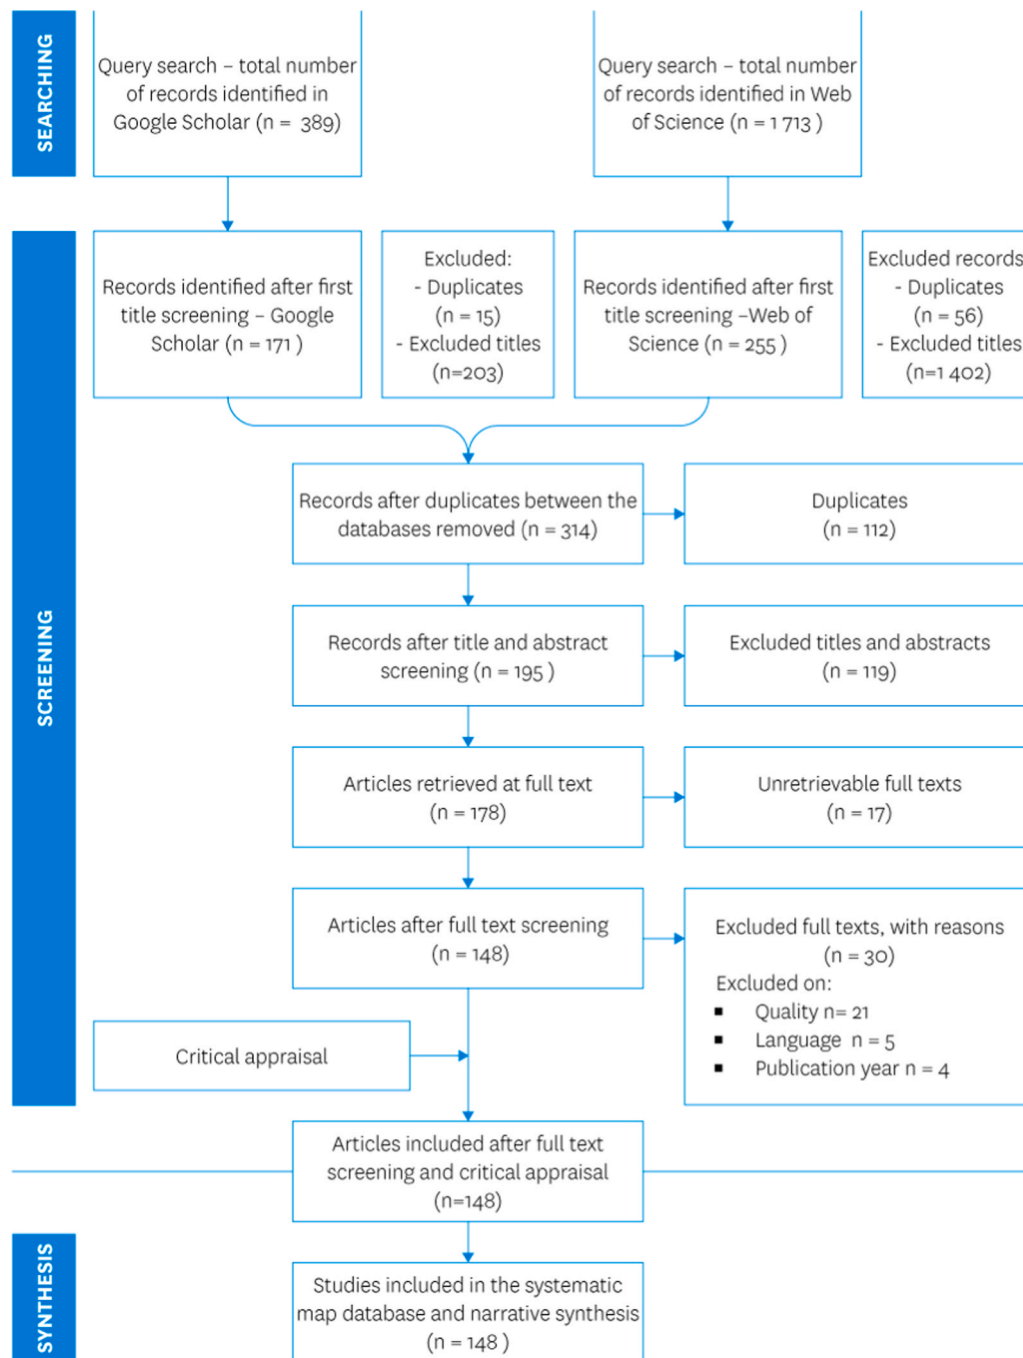 SEARCHING
Query search – total number
of records identified in
Google Scholar (n =  389)
Query search – total number
of records identified in Web
of Science (n = 1 713 )
SCREENING
Records identified after first
title screening – Google
Scholar (n = 171 )
Excluded:
- Duplicates
(n = 15)
- Excluded titles
(n=203)
Records identified after first
title screening –Web of
Science (n = 255 )
Excluded records
- Duplicates
(n = 56)
- Excluded titles
(n=1 402)
Records after duplicates between the
databases removed (n = 314)
Duplicates
(n = 112)
Records after title and abstract
screening (n = 195 )
Excluded titles and abstracts
(n = 119)
Articles retrieved at full text
(n = 178)
Unretrievable full texts
(n = 17)
Articles after full text screening
(n = 148)
Excluded full texts, with reasons
(n = 30)
Excluded on:
▪ Quality n= 21
▪ Language  n = 5
▪ Publication year n = 4
Critical appraisal
Articles included after full text
screening and critical appraisal
(n=148)
SYNTHESIS
Studies included in the systematic
map database and narrative synthesis
(n = 148 )